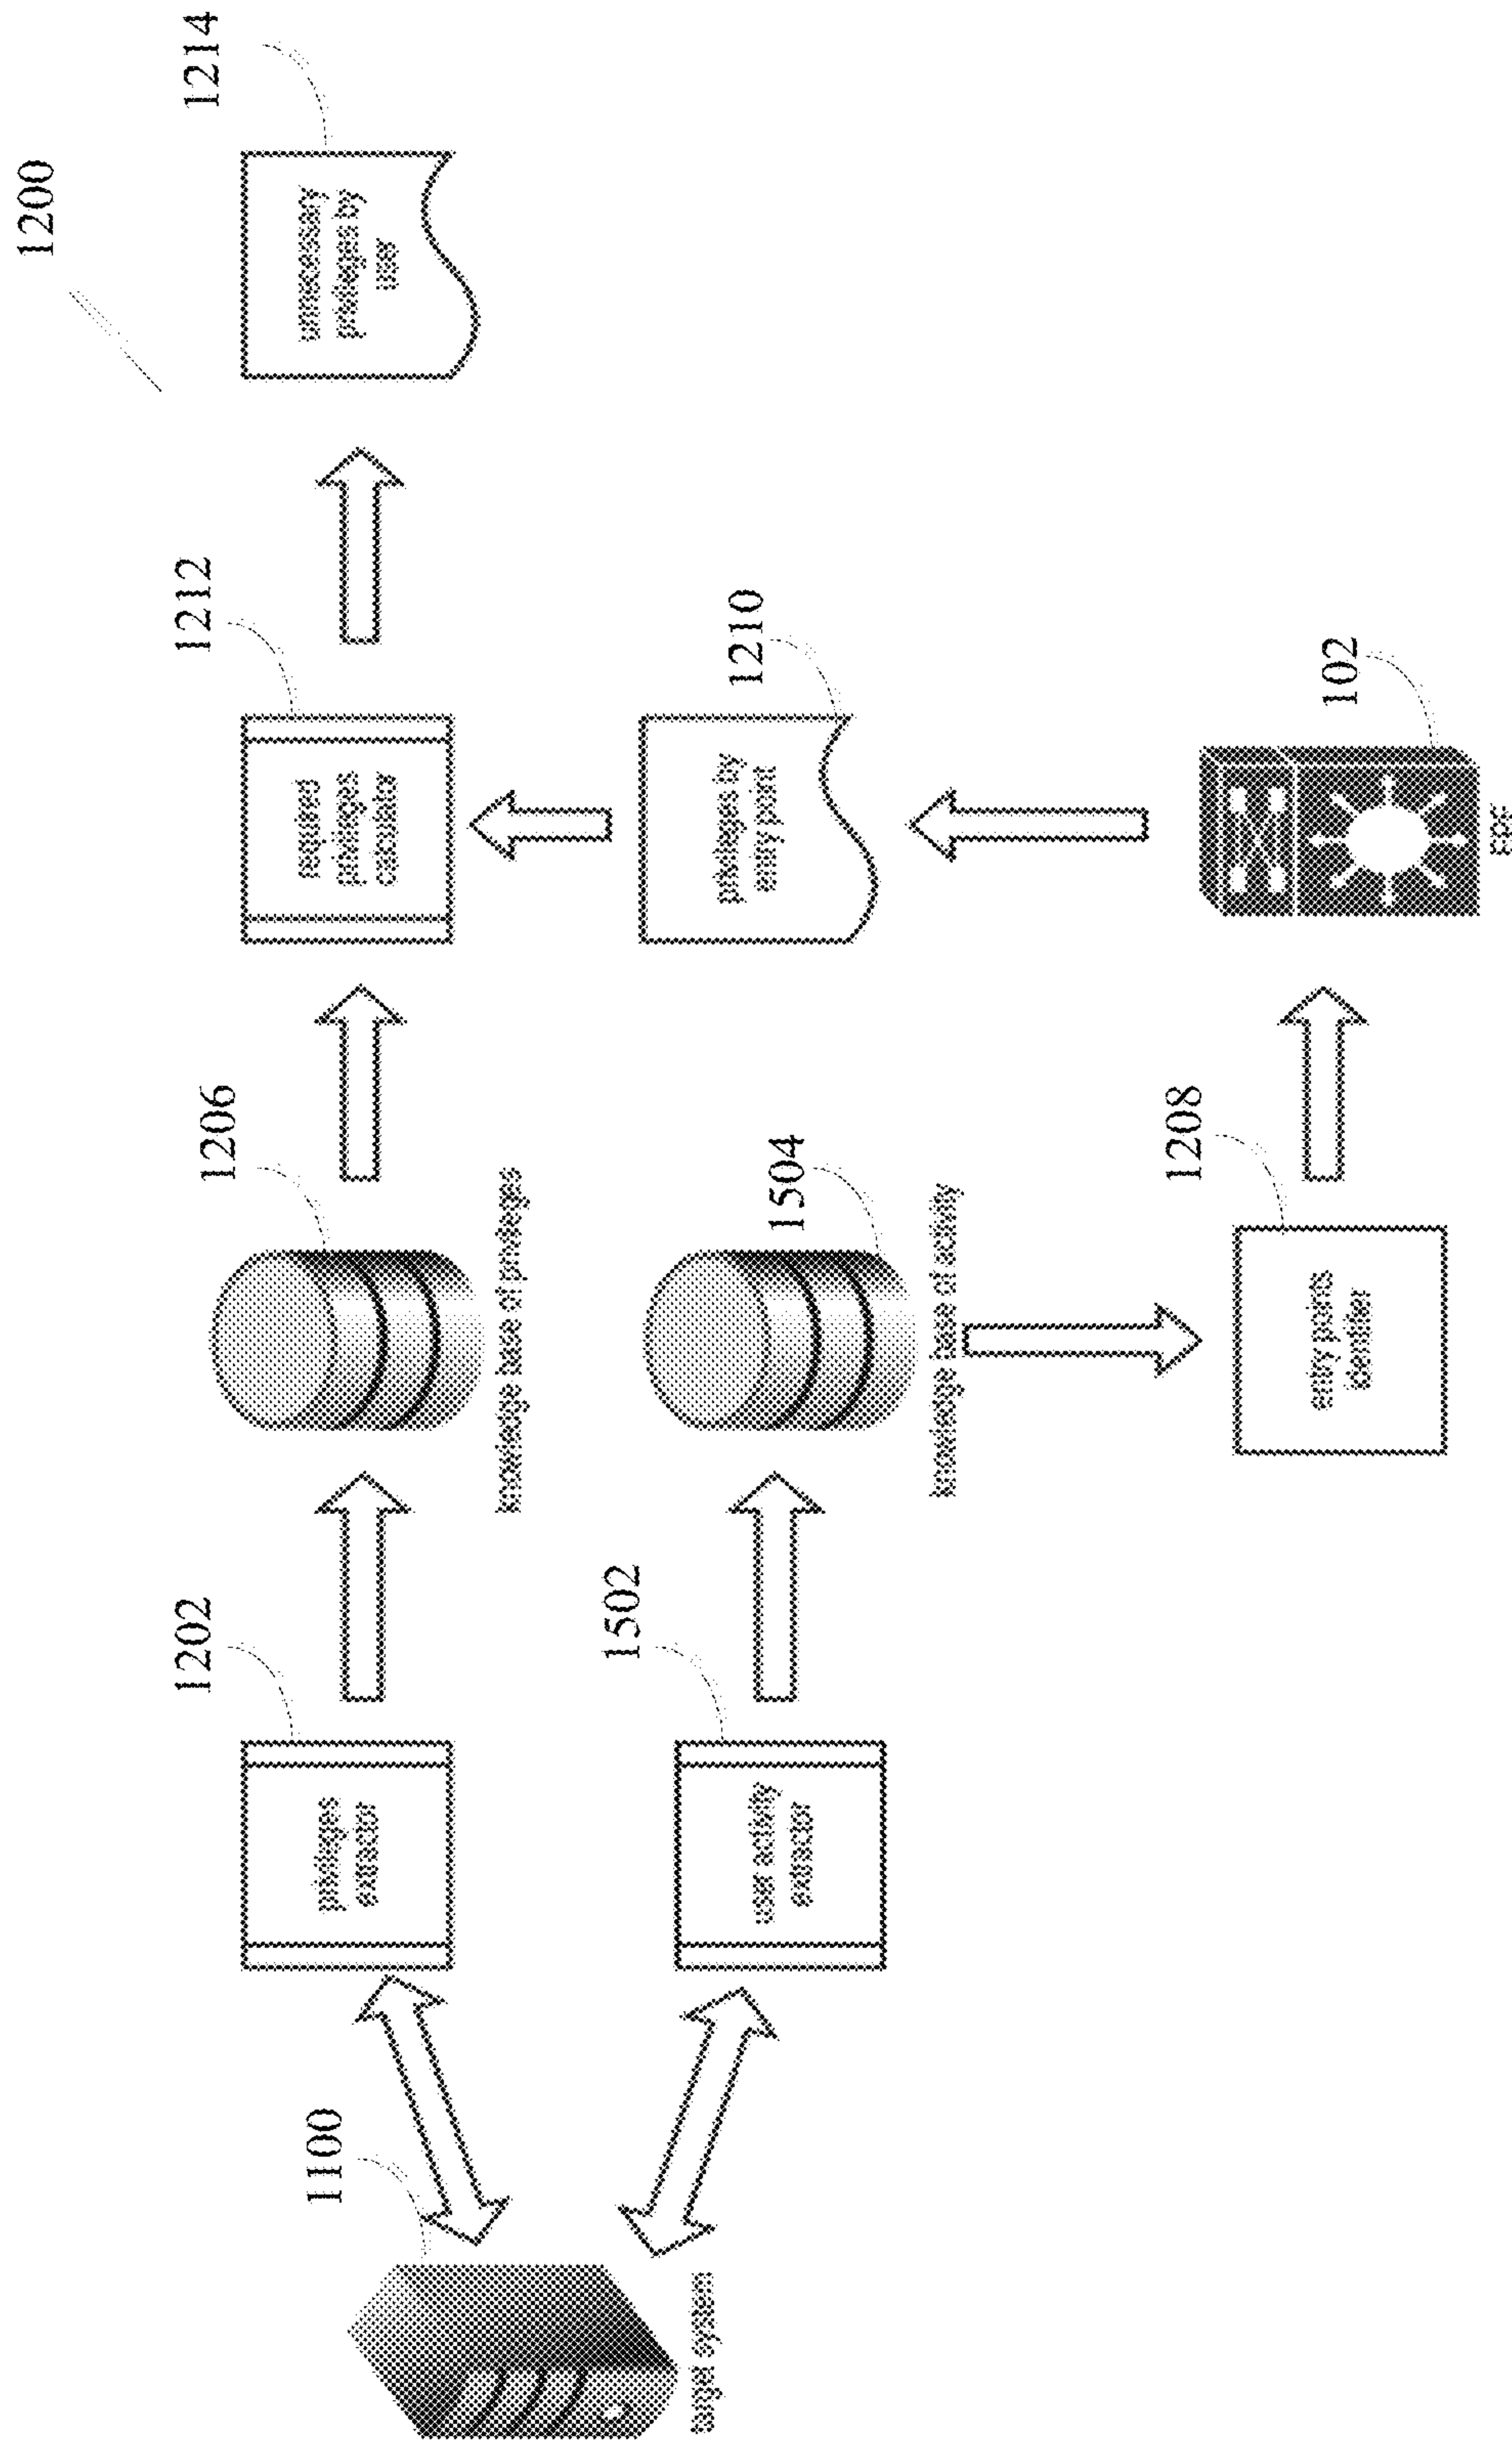 1200
1214
unnecessary
privileges by
user
1212
required
privileges
calculator
1210
privileges by
entry point
102
1206
knowledge base of privileges
1504
knowledge base of activity
1208
entry points
identifier
1202
privileges
extractor
1502
user activity
extractor
1100
target system